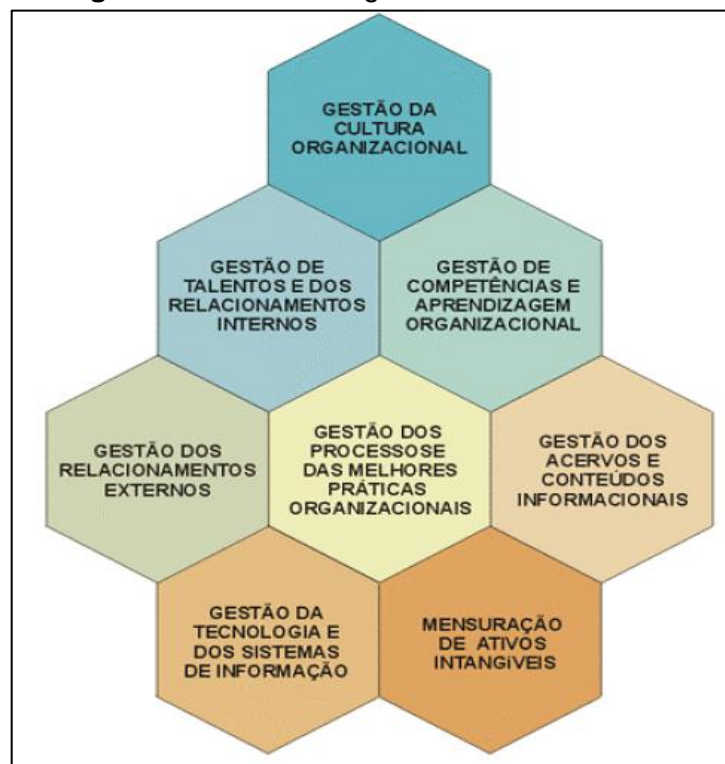 GESTÃO DA
CULTURA
ORGANIZACIONAL
GESTÃO DE
TALENTOS E DOS
RELACIONAMENTOS
INTERNOS
GESTÃO DE
COMPETÊNCIAS E
APRENDIZAGEM
ORGANIZACIONAL
GESTÃO DOS
RELACIONAMENTOS
EXTERNOS
GESTÃO DOS
PROCESSOSE
DAS MELHORES
PRÁTICAS
ORGANIZACIONAIS
GESTÃO DOS
ACERVOS E
CONTEÚDOS
INFORMACIONAIS
GESTÃO DA
TECNOLOGIA E
DOS SISTEMAS
DE INFORMAÇÃO
MENSURAÇÃO
DE ATIVOS
INTANGÍVEIS